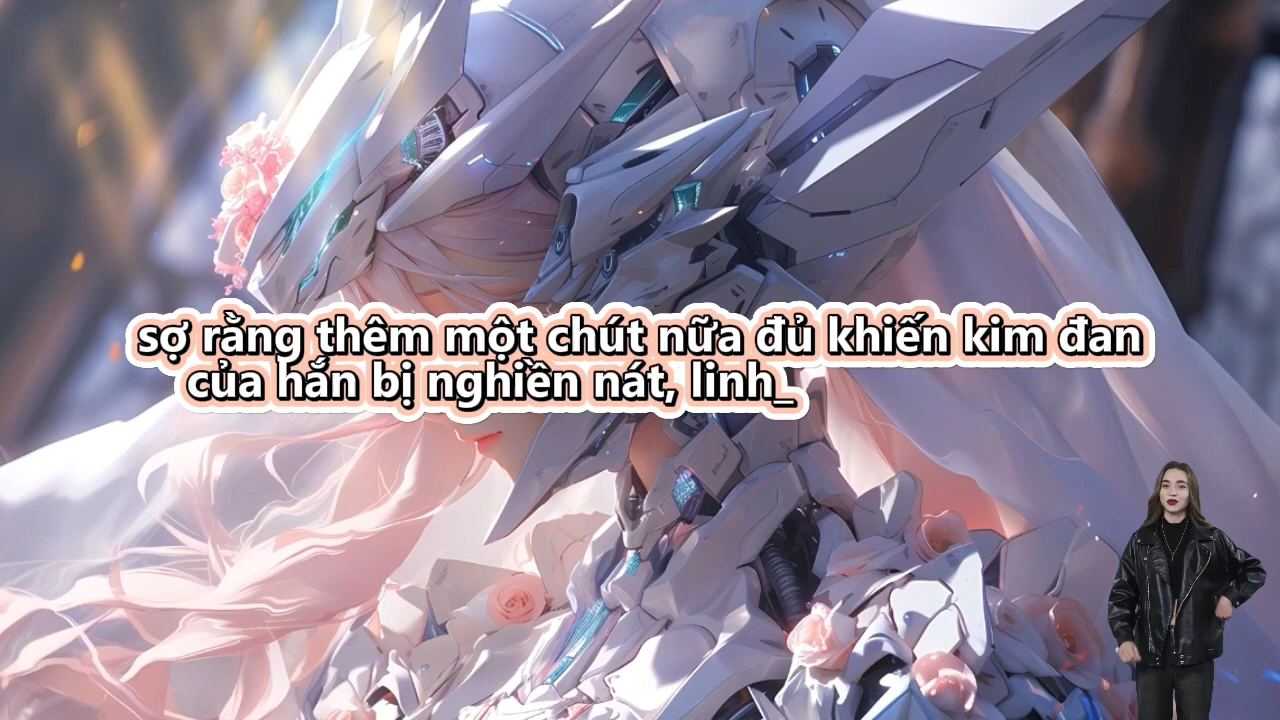 sợ rằng thêm một chút nữa đủ khiến kim đan
của hắn bị nghiền nát, linh_